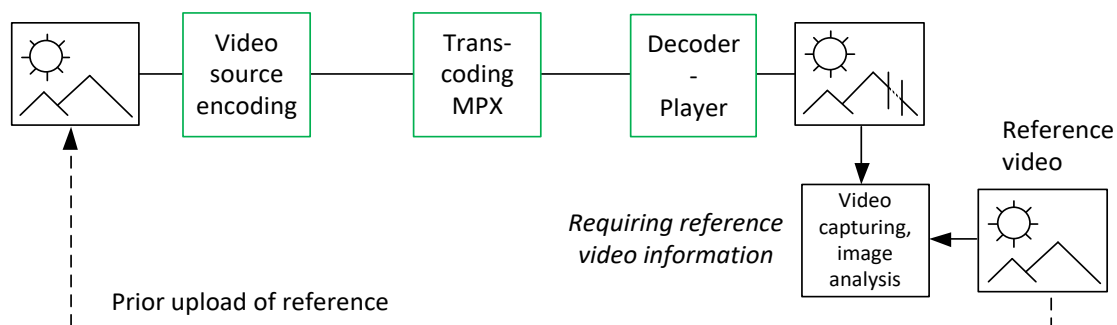 Video
source
encoding
Trans-
coding
MPX
Decoder
-
Player
Reference
video
Video
capturing,
image
analysis
Requiring reference
video information
Prior upload of reference